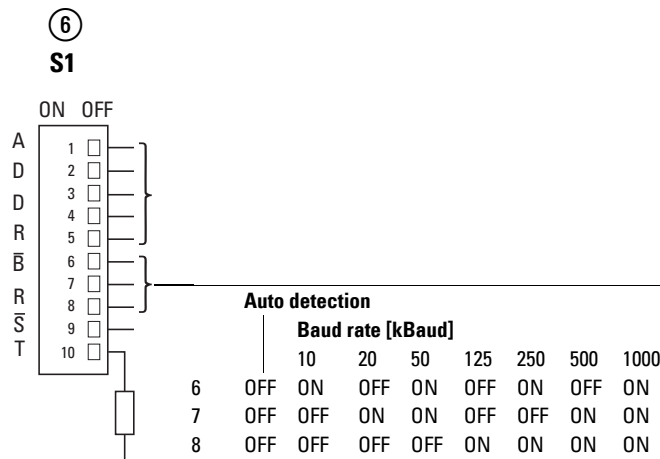 6
S1
ON OFF
A 1
D 2
D 3
4
R 5
B̅ 6
7
R 8
S̅ 9
T 10
Auto detection
Baud rate [kBaud]
10 20 50 125 250 500 1000
6 OFF ON OFF ON OFF ON OFF ON
7 OFF OFF ON ON OFF OFF ON ON
8 OFF OFF OFF OFF ON ON ON ON